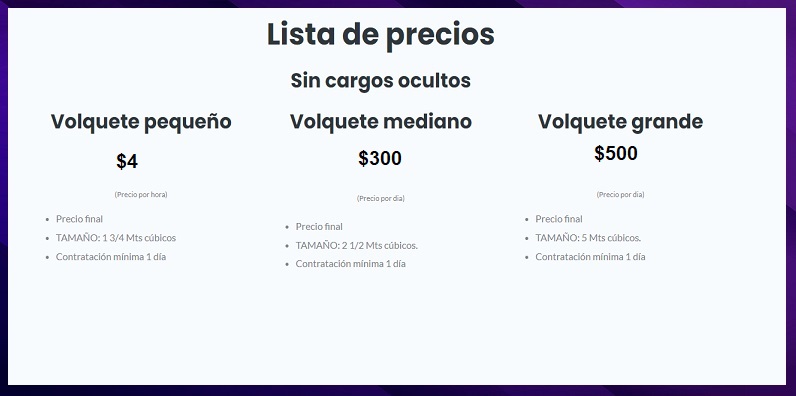 Lista de precios
Sin cargos ocultos
Volquete pequeño
$4
(Precio por hora)
• Precio final
• TAMAÑO: 1 3/4 Mts cúbicos
• Contratación mínima 1 día
Volquete mediano
$300
(Precio por dia)
• Precio final
• TAMAÑO: 2 1/2 Mts cúbicos.
• Contratación mínima 1 día
Volquete grande
$500
(Precio por dia)
• Precio final
• TAMAÑO: 5 Mts cúbicos.
• Contratación mínima 1 día